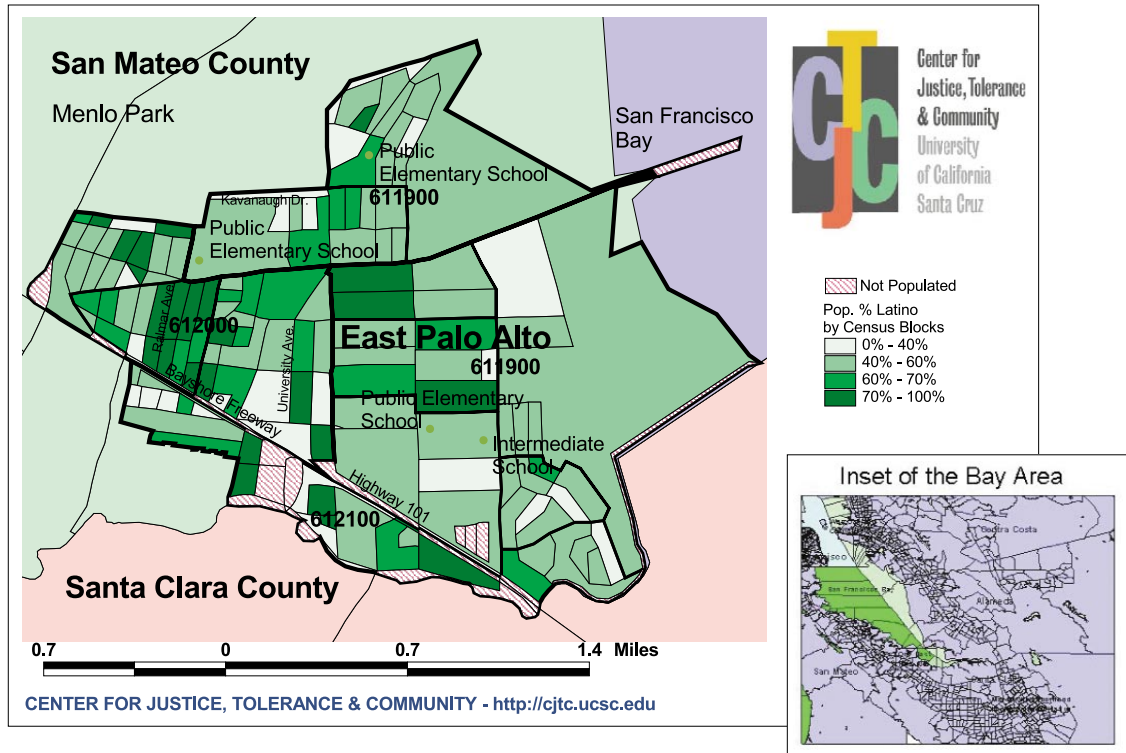 San Mateo County
Menlo Park
San Francisco
Bay
Public
Elementary School
Kavanaugh Dr.
611900
Public
Elementary School
Ralmar Ave.
612000
University Ave.
East Palo Alto
611900
Bayshore Freeway
Public Elementary
School
Intermediate
School
Highway 101
612100
Santa Clara County
0.7
0
0.7
1.4
Miles
CENTER FOR JUSTICE, TOLERANCE & COMMUNITY - http://cjtc.ucsc.edu
CTJC
Center for
Justice, Tolerance
& Community
University
of California
Santa Cruz
Not Populated
Pop. % Latino
by Census Blocks
0% - 40%
40% - 60%
60% - 70%
70% - 100%
Inset of the Bay Area
Contra Costa
San Francisco Bay
Alameda
San Mateo